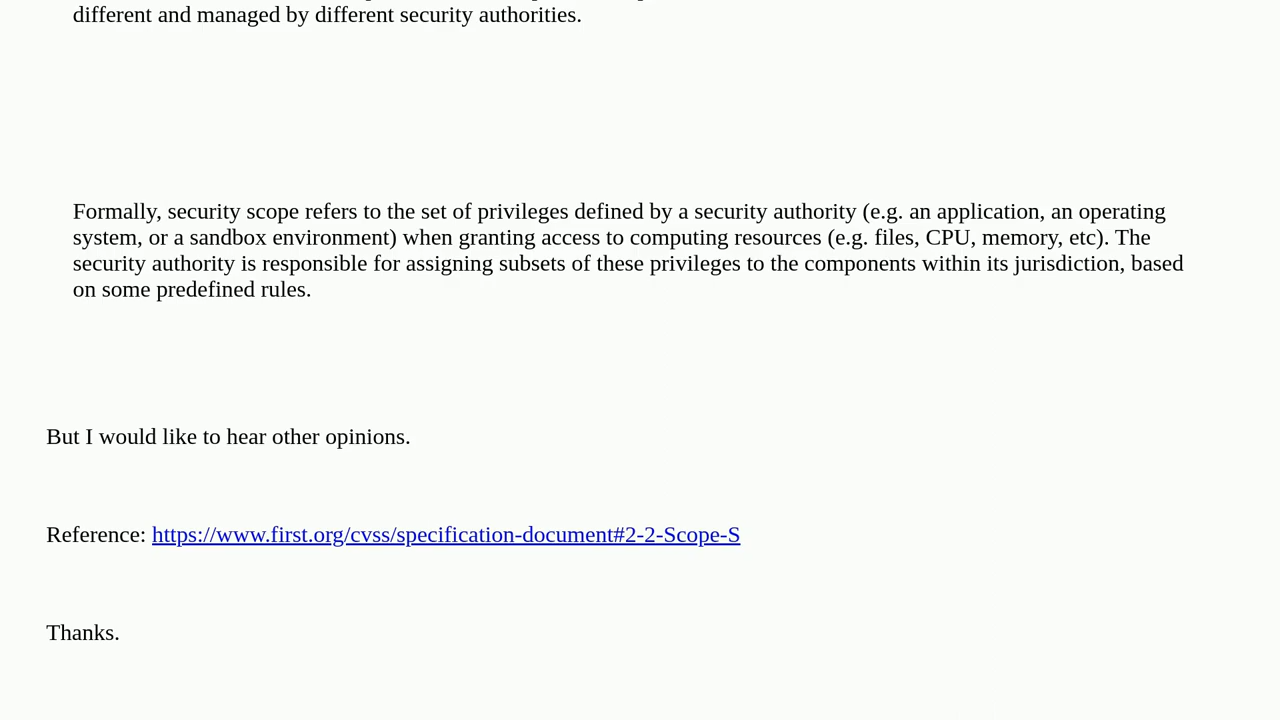 different and managed by different security authorities.
Formally, security scope refers to the set of privileges defined by a security authority (e.g. an application, an operating
system, or a sandbox environment) when granting access to computing resources (e.g. files, CPU, memory, etc). The
security authority is responsible for assigning subsets of these privileges to the components within its jurisdiction, based
on some predefined rules.
But I would like to hear other opinions.
Reference: https://www.first.org/cvss/specification-document#2-2-Scope-S
Thanks.